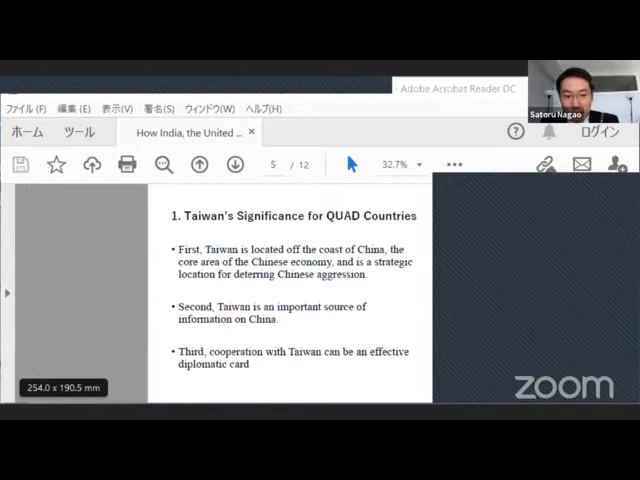 - Adobe Acrobat Reader DC
Satoru Nagao
ファイル(F) 編集(E) 表示(V) 署名(S) ウィンドウ(W) ヘルプ(H)
ホーム ツール How India, the United ... × ? ログイン
5 / 12 32.7%
1. Taiwan's Significance for QUAD Countries
• First, Taiwan is located off the coast of China, the
core area of the Chinese economy, and is a strategic
location for deterring Chinese aggression.
• Second, Taiwan is an important source of
information on China.
• Third, cooperation with Taiwan can be an effective
diplomatic card
254.0 x 190.5 mm
zoom